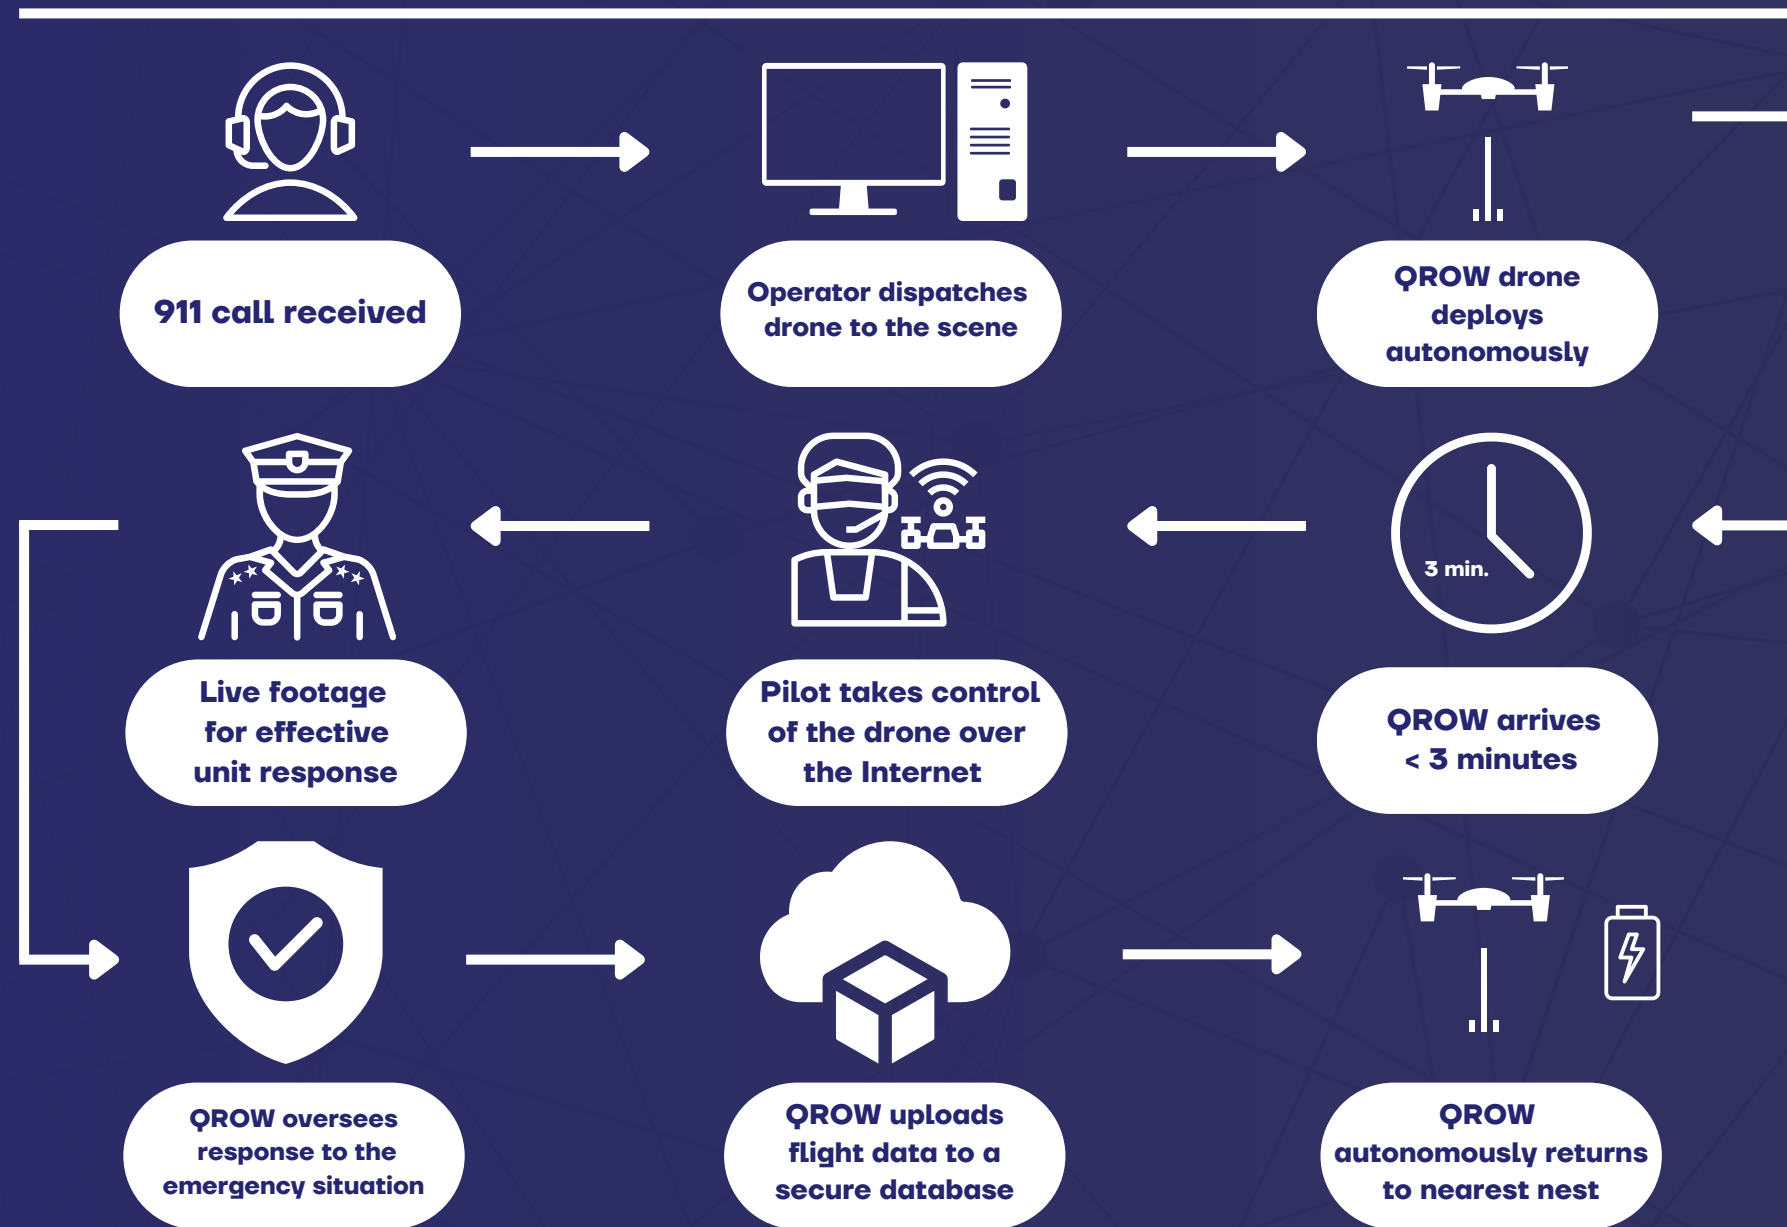 911 call received
Operator dispatches
drone to the scene
QROW drone
deploys
autonomously
3 min.
QROW arrives
< 3 minutes
Pilot takes control
of the drone over
the Internet
Live footage
for effective
unit response
QROW oversees
response to the
emergency situation
QROW uploads
flight data to a
secure database
QROW
autonomously returns
to nearest nest